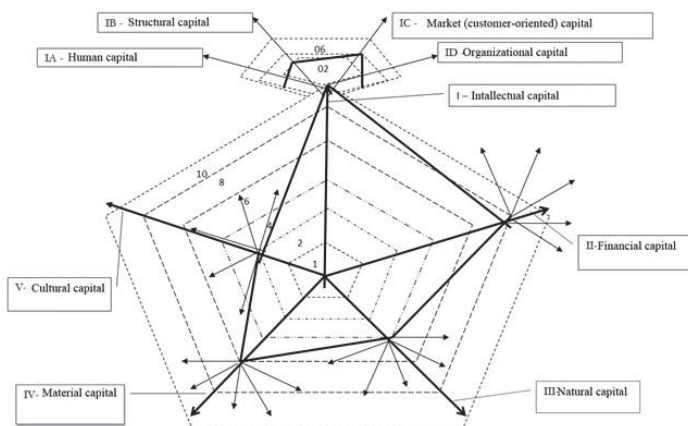 IB - Structural capital
IC - Market (customer-oriented) capital
IA - Human capital
06
ID -Organizational capital
02
I – Intallectual capital
10
8
6
4
2
1
II-Financial capital
V- Cultural capital
IV- Material capital
III-Natural capital